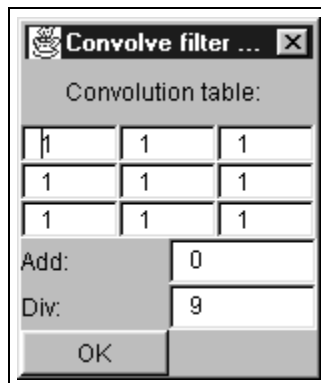 Convolve filter ...
Convolution table:
1 1 1
1 1 1
1 1 1
Add: 0
Div: 9
OK